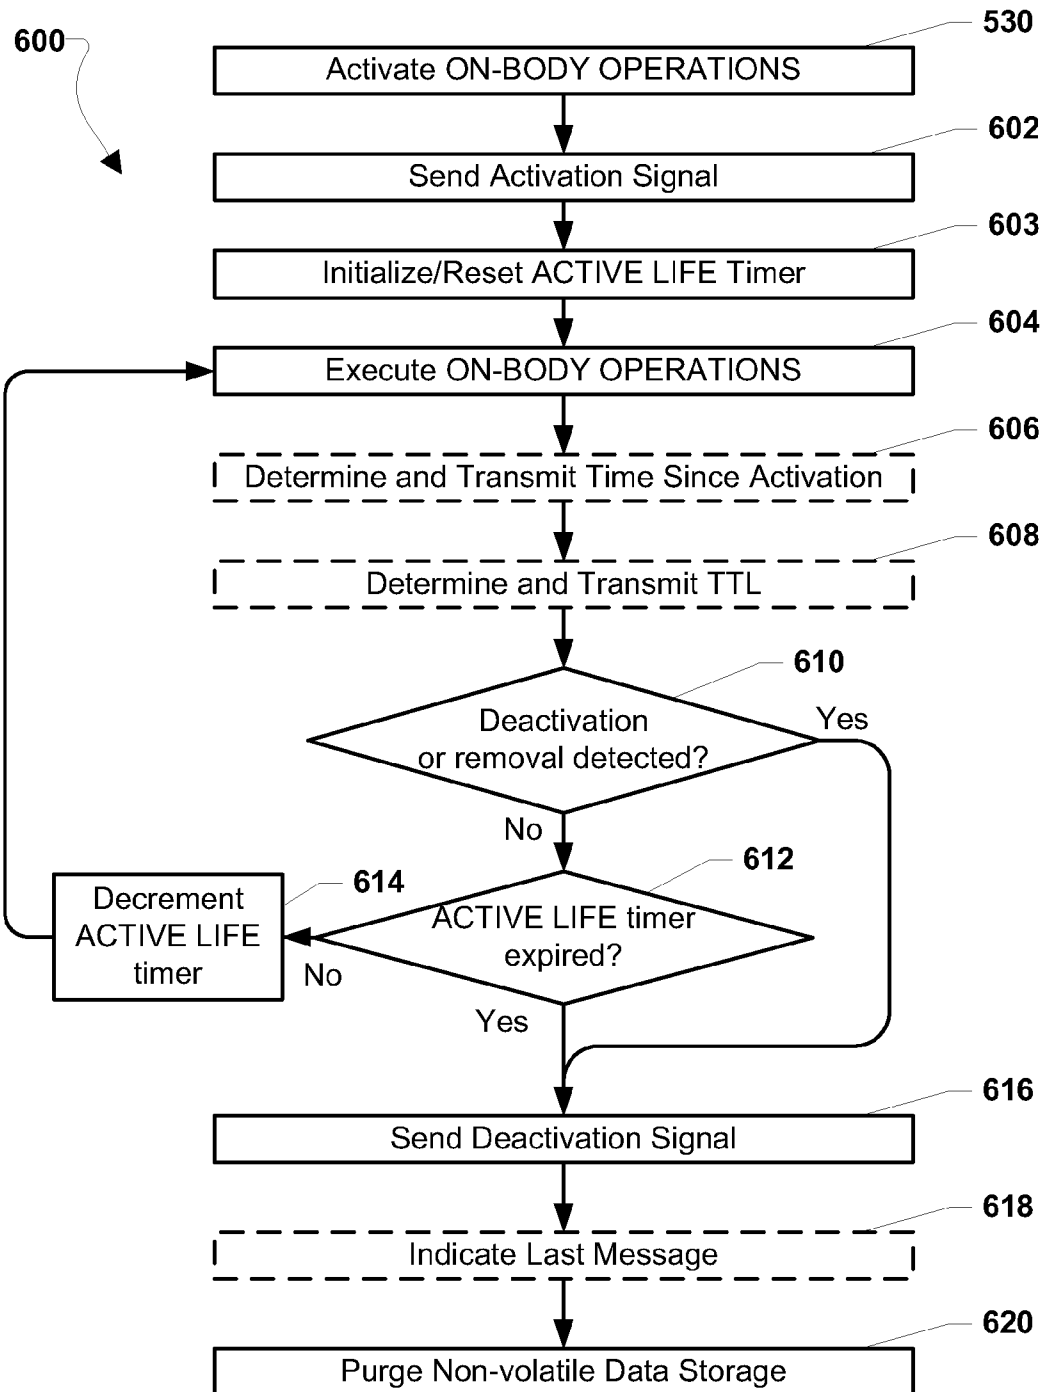 600
530
Activate ON-BODY OPERATIONS
602
Send Activation Signal
603
Initialize/Reset ACTIVE LIFE Timer
604
Execute ON-BODY OPERATIONS
606
Determine and Transmit Time Since Activation
608
Determine and Transmit TTL
610
Deactivation
or removal detected?
Yes
No
612
ACTIVE LIFE timer
expired?
614
Decrement
ACTIVE LIFE
timer
No
Yes
616
Send Deactivation Signal
618
Indicate Last Message
620
Purge Non-volatile Data Storage